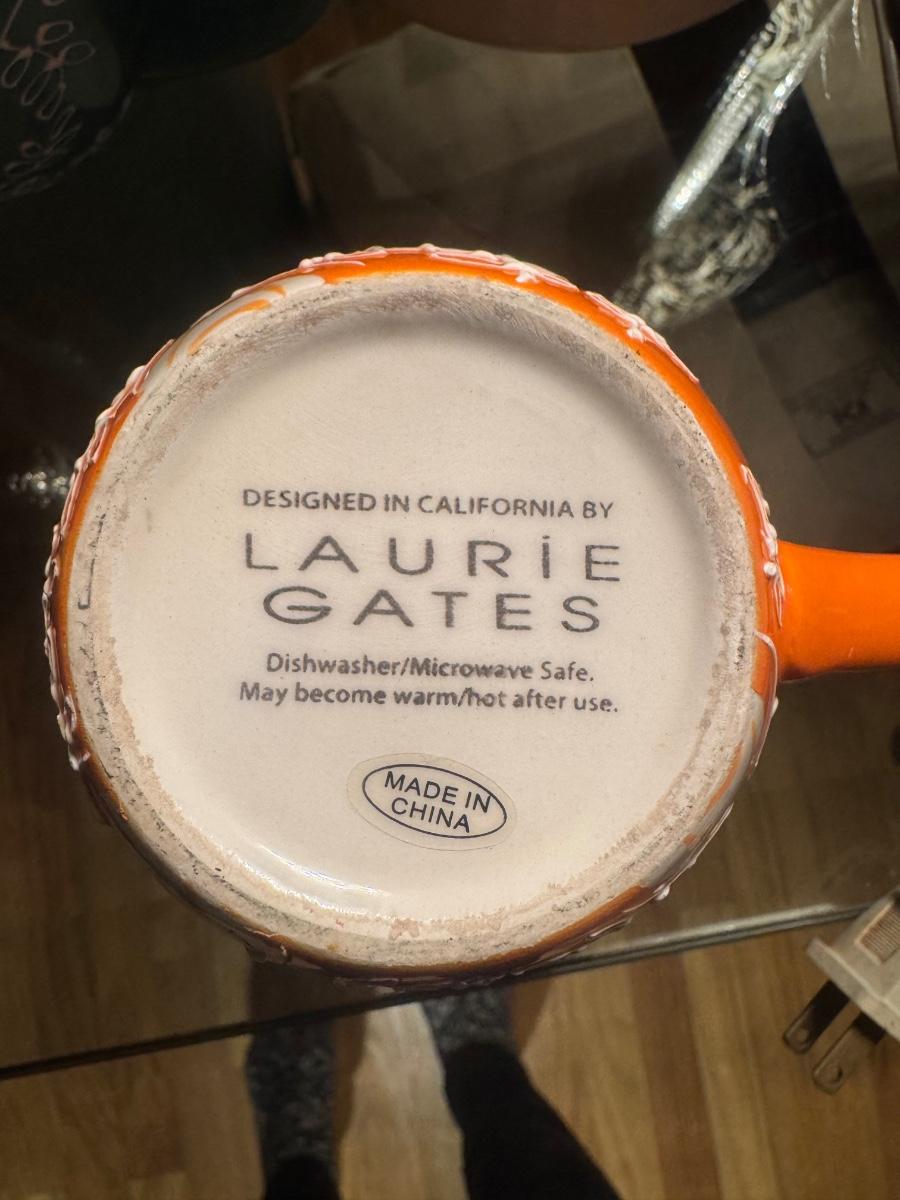 DESIGNED IN CALIFORNIA BY
LAURiE
GATES
Dishwasher/Microwave Safe.
May become warm/hot after use.
MADE IN
CHINA